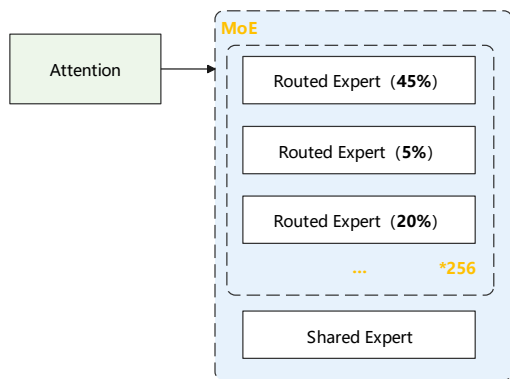 MoE
Attention
Routed Expert（45%）
Routed Expert（5%）
Routed Expert（20%）
... *256
Shared Expert